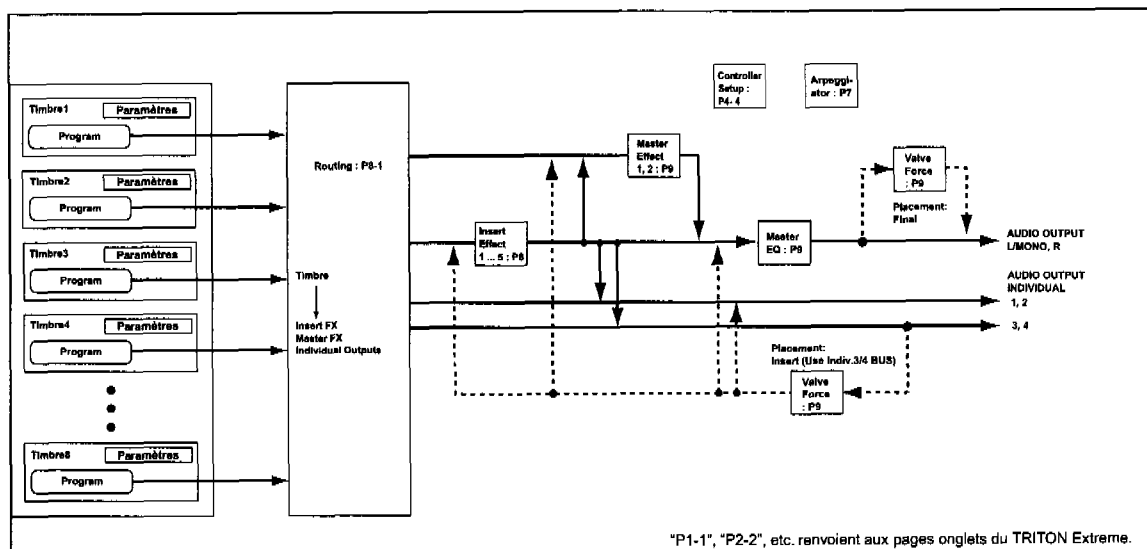 Timbre1
Paramètres
Program
Timbre2
Paramètres
Program
Timbre3
Paramètres
Program
Timbre4
Paramètres
Program
Timbre8
Paramètres
Program
Routing : P8-1
Timbre
Insert FX
Master FX
Individual Outputs
Insert
Effect
1 ... 5 : P8
Master
Effect
1, 2 : P9
Controller
Setup :
P4- 4
Arpeggi-
ator : P7
Master
EQ : P9
Valve
Force
: P9
Placement:
Final
AUDIO OUTPUT
L/MONO, R
AUDIO OUTPUT
INDIVIDUAL
1, 2
3, 4
Placement:
Insert (Use Indiv.3/4 BUS)
Valve
Force
: P9
"P1-1", "P2-2", etc. renvoient aux pages onglets du TRITON Extreme.